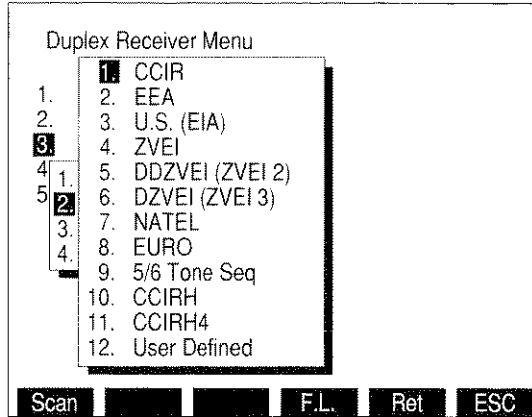 Duplex Receiver Menu
1.
2.
3.
4
5
1.
2.
3.
4.
1. CCIR
2. EEA
3. U.S. (EIA)
4. ZVEI
5. DDZVEI (ZVEI 2)
6. DZVEI (ZVEI 3)
7. NATEL
8. EURO
9. 5/6 Tone Seq
10. CCIRH
11. CCIRH4
12. User Defined
Scan F.L. Ret ESC